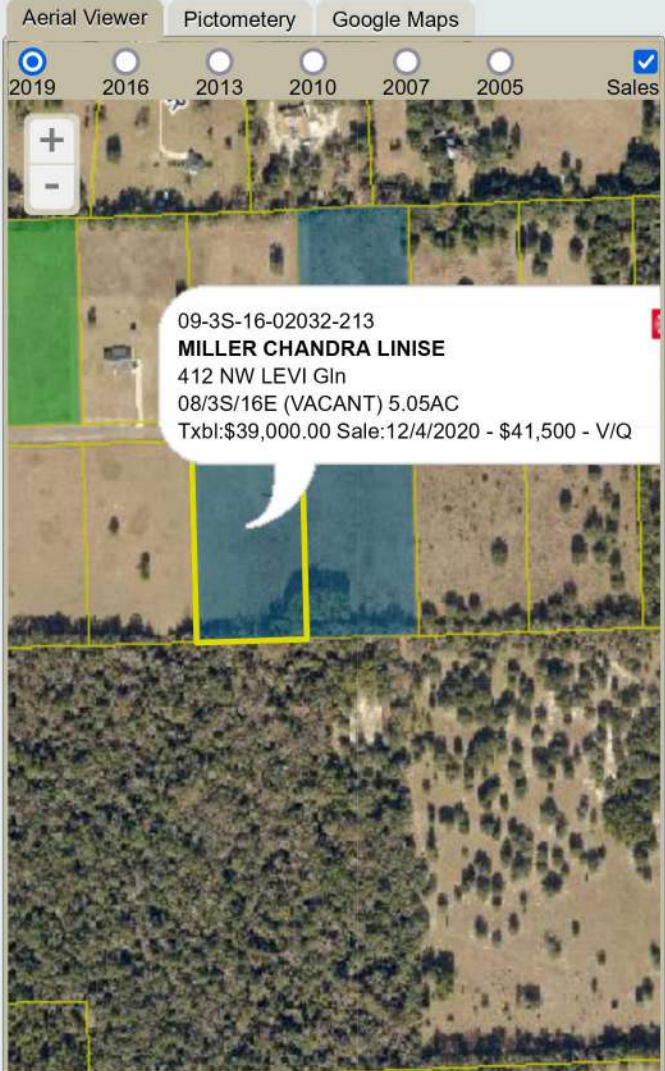 Aerial Viewer Pictometery Google Maps
2019 2016 2013 2010 2007 2005 Sales
+
-
09-3S-16-02032-213
MILLER CHANDRA LINISE
412 NW LEVI Gln
08/3S/16E (VACANT) 5.05AC
Txbl:$39,000.00 Sale:12/4/2020 - $41,500 - V/Q